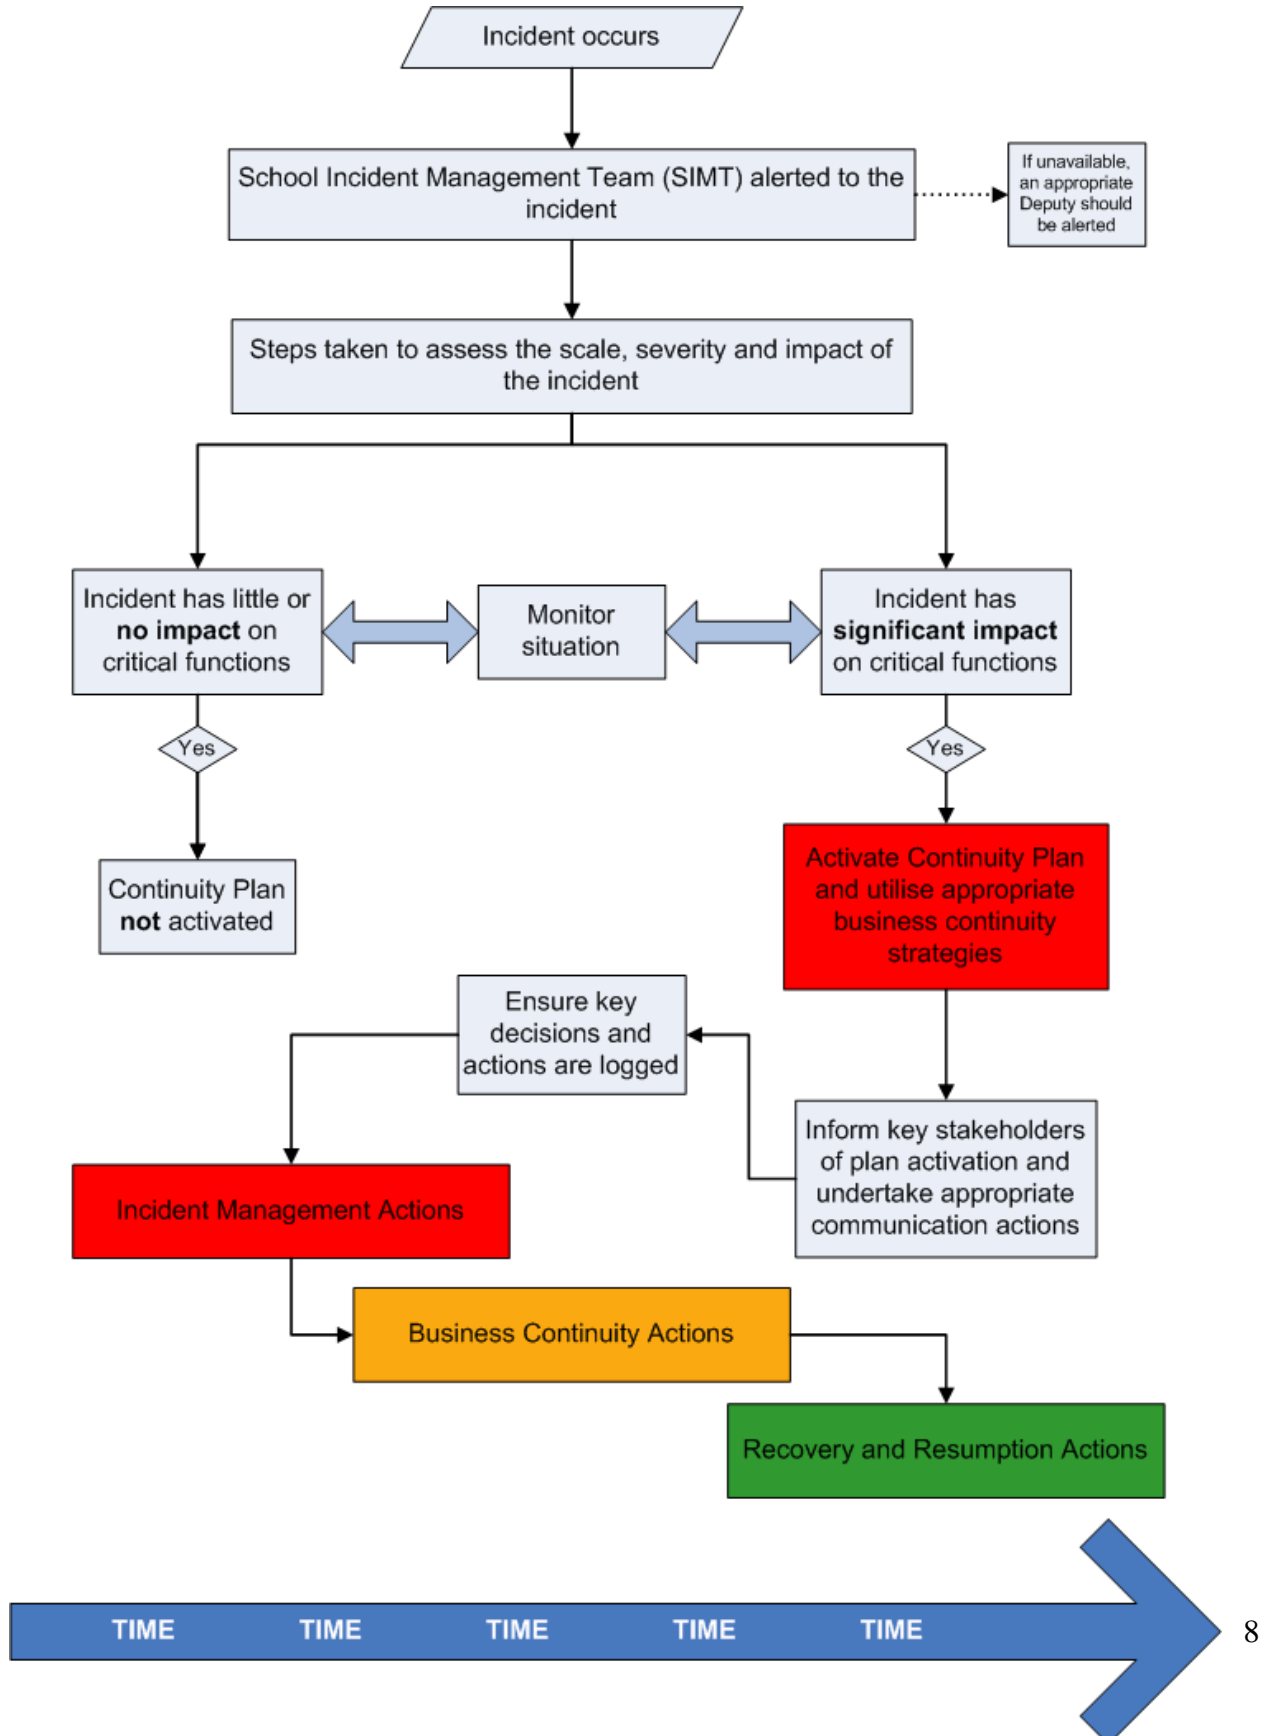 Incident occurs
School Incident Management Team (SIMT) alerted to the
incident
If unavailable,
an appropriate
Deputy should
be alerted
Steps taken to assess the scale, severity and impact of
the incident
Incident has little or
no impact on
critical functions
Monitor
situation
Incident has
significant impact
on critical functions
Yes
Yes
Continuity Plan
not activated
Activate Continuity Plan
and utilise appropriate
business continuity
strategies
Ensure key
decisions and
actions are logged
Inform key stakeholders
of plan activation and
undertake appropriate
communication actions
Incident Management Actions
Business Continuity Actions
Recovery and Resumption Actions
TIME TIME TIME TIME TIME
8